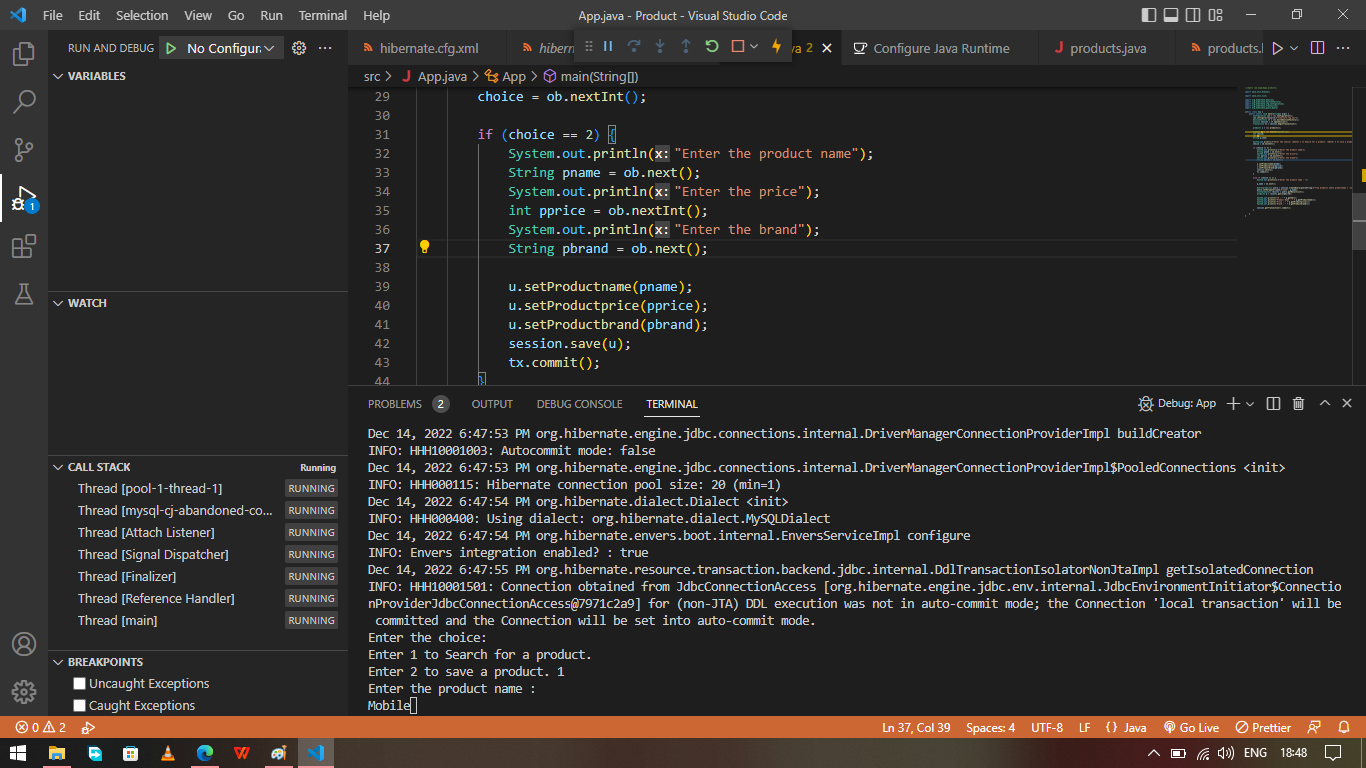 File Edit Selection View Go Run Terminal Help App.java - Product - Visual Studio Code
RUN AND DEBUG No Configur
hibernate.cfg.xml hibern ava 2 Configure Java Runtime products.java products.
src > App.java > App > main(String[])
VARIABLES
WATCH
CALL STACK Running
Thread [pool-1-thread-1] RUNNING
Thread [mysql-cj-abandoned-co... RUNNING
Thread [Attach Listener] RUNNING
Thread [Signal Dispatcher] RUNNING
Thread [Finalizer] RUNNING
Thread [Reference Handler] RUNNING
Thread [main] RUNNING
BREAKPOINTS
Uncaught Exceptions
Caught Exceptions
1
29 choice = ob.nextInt();
30
31 if (choice == 2) {
32 System.out.println(x: "Enter the product name");
33 String pname = ob.next();
34 System.out.println(x: "Enter the price");
35 int pprice = ob.nextInt();
36 System.out.println(x: "Enter the brand");
37 String pbrand = ob.next();
38
39 u.setProductname(pname);
40 u.setProductprice(pprice);
41 u.setProductbrand(pbrand);
42 session.save(u);
43 tx.commit();
44 }
PROBLEMS 2 OUTPUT DEBUG CONSOLE TERMINAL Debug: App
Dec 14, 2022 6:47:53 PM org.hibernate.engine.jdbc.connections.internal.DriverManagerConnectionProviderImpl buildCreator
INFO: HHH10001003: Autocommit mode: false
Dec 14, 2022 6:47:53 PM org.hibernate.engine.jdbc.connections.internal.DriverManagerConnectionProviderImpl$PooledConnections <init>
INFO: HHH000115: Hibernate connection pool size: 20 (min=1)
Dec 14, 2022 6:47:54 PM org.hibernate.dialect.Dialect <init>
INFO: HHH000400: Using dialect: org.hibernate.dialect.MySQLDialect
Dec 14, 2022 6:47:54 PM org.hibernate.envers.boot.internal.EnversServiceImpl configure
INFO: Envers integration enabled? : true
Dec 14, 2022 6:47:55 PM org.hibernate.resource.transaction.backend.jdbc.internal.DdlTransactionIsolatorNonJtaImpl getIsolatedConnection
INFO: HHH10001501: Connection obtained from JdbcConnectionAccess [org.hibernate.engine.jdbc.env.internal.JdbcEnvironmentInitiator$Connectio
nProviderJdbcConnectionAccess@7971c2a9] for (non-JTA) DDL execution was not in auto-commit mode; the Connection 'local transaction' will be
committed and the Connection will be set into auto-commit mode.
Enter the choice:
Enter 1 to Search for a product.
Enter 2 to save a product. 1
Enter the product name :
Mobile
0 2 Ln 37, Col 39 Spaces: 4 UTF-8 LF {} Java Go Live Prettier
ENG 18:48